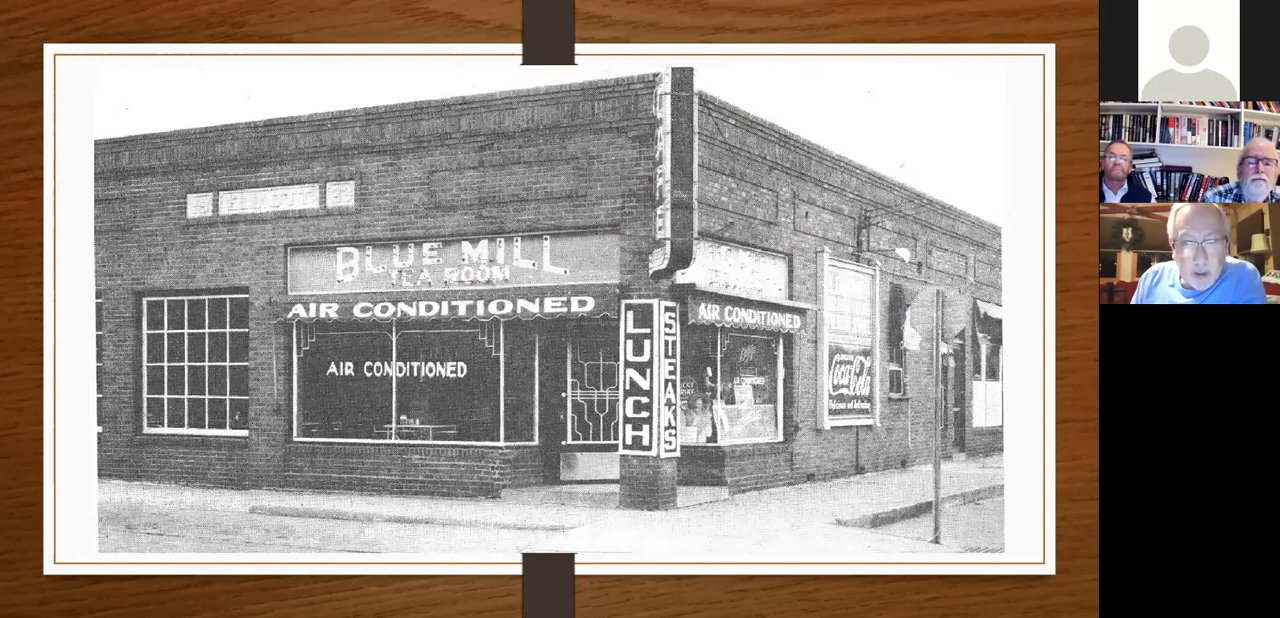 BLUE MILL
TEA ROOM
AIR CONDITIONED
AIR CONDITIONED
LUNCH
STEAKS
AIR CONDITIONED
Coca-Cola